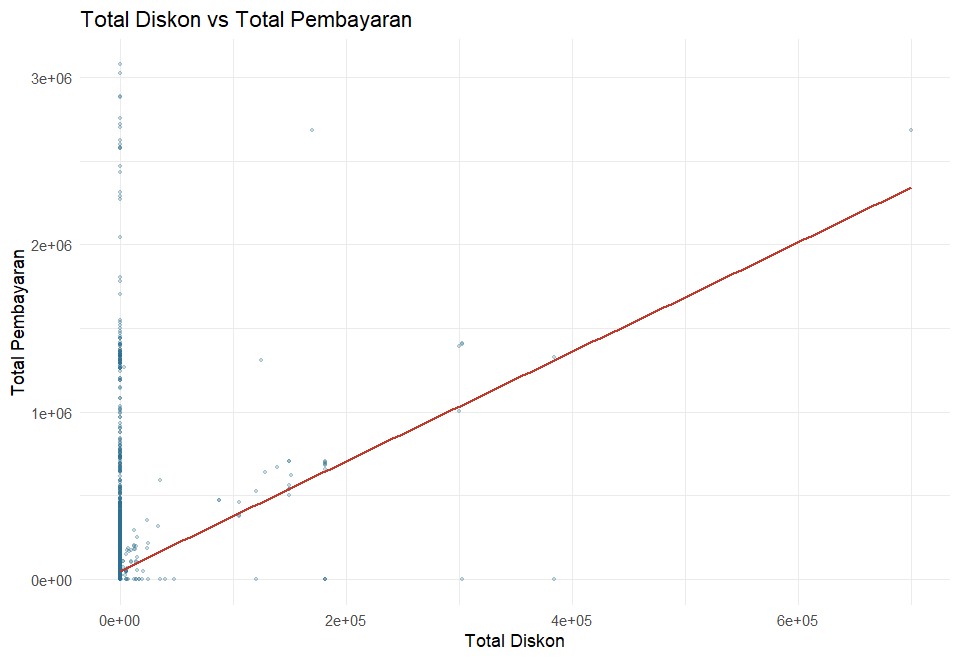 Total Diskon vs Total Pembayaran
3e+06
2e+06
1e+06
0e+00
Total Pembayaran
0e+00 2e+05 4e+05 6e+05
Total Diskon